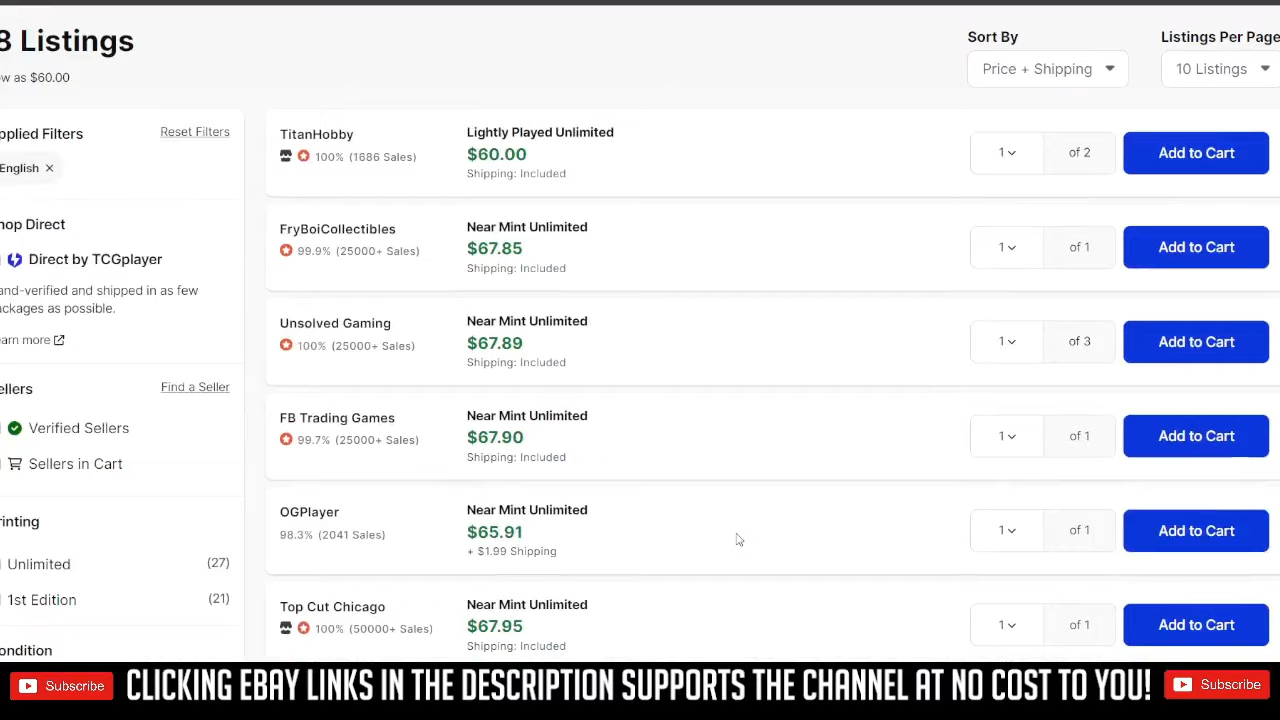 8 Listings
w as $60.00
Sort By
Price + Shipping
Listings Per Page
10 Listings
pplied Filters
Reset Filters
English ×
hop Direct
Direct by TCGplayer
and-verified and shipped in as few
ackages as possible.
earn more
ellers
Find a Seller
Verified Sellers
Sellers in Cart
rinting
Unlimited (27)
1st Edition (21)
ondition
TitanHobby
100% (1686 Sales)
Lightly Played Unlimited
$60.00
Shipping: Included
1 of 2
Add to Cart
FryBoiCollectibles
99.9% (25000+ Sales)
Near Mint Unlimited
$67.85
Shipping: Included
1 of 1
Add to Cart
Unsolved Gaming
100% (25000+ Sales)
Near Mint Unlimited
$67.89
Shipping: Included
1 of 3
Add to Cart
FB Trading Games
99.7% (25000+ Sales)
Near Mint Unlimited
$67.90
Shipping: Included
1 of 1
Add to Cart
OGPlayer
98.3% (2041 Sales)
Near Mint Unlimited
$65.91
+ $1.99 Shipping
1 of 1
Add to Cart
Top Cut Chicago
100% (50000+ Sales)
Near Mint Unlimited
$67.95
Shipping: Included
1 of 1
Add to Cart
Subscribe
CLICKING EBAY LINKS IN THE DESCRIPTION SUPPORTS THE CHANNEL AT NO COST TO YOU!
Subscribe